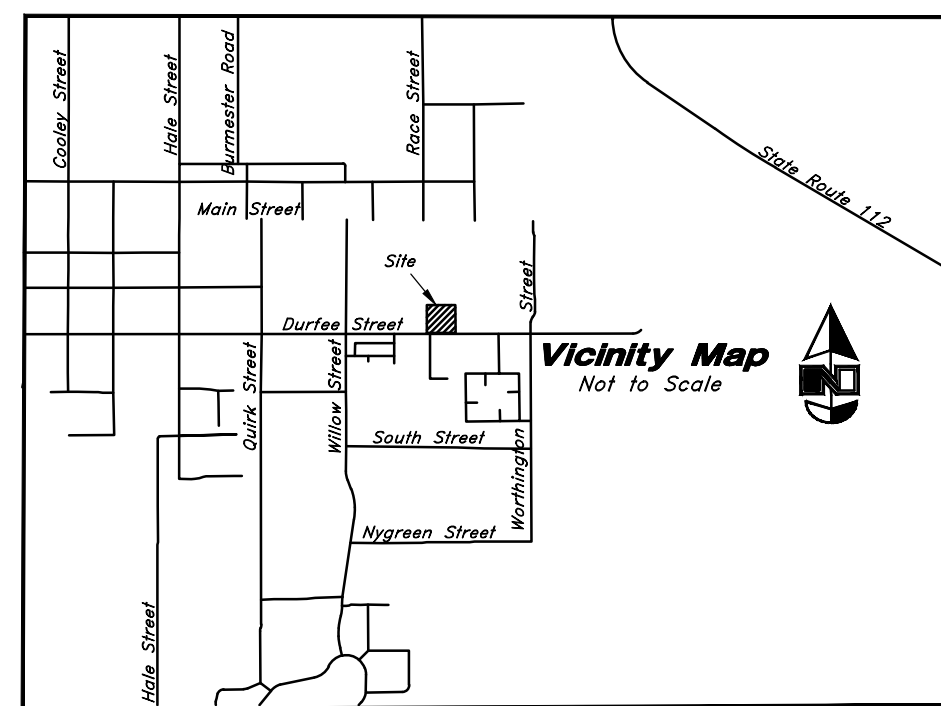 Cooley Street
Hale Street
Burmester Road
Race Street
State Route 112
Main Street
Site
Street
Durfee Street
Vicinity Map
Not to Scale
N
Quirk Street
Willow Street
South Street
Worthington
Nygreen Street
Hale Street